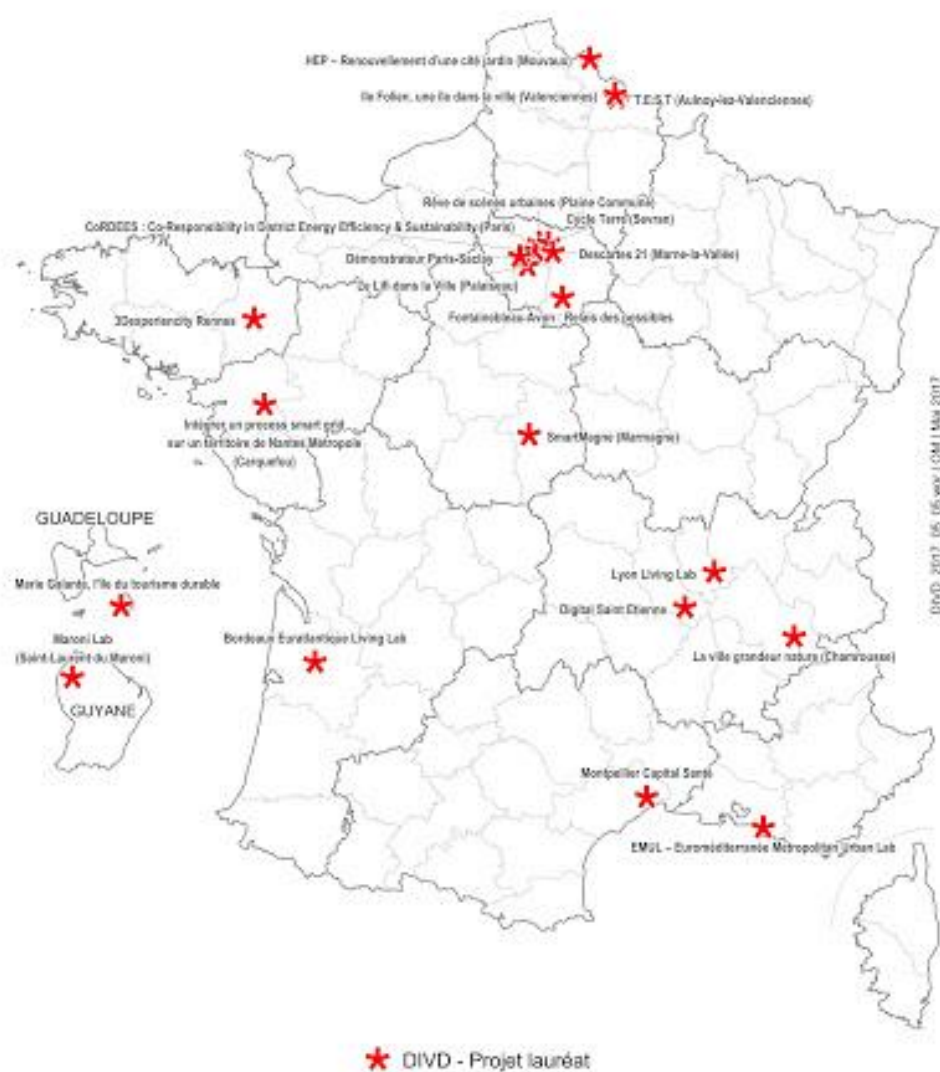 HEP – Renouvellement d'une cité jardin (Mouvaux)
Ile Folien, une île dans la ville (Valenciennes)
T.E.S.T (Aulnoy-lez-Valenciennes)
Rêve de scènes urbaines (Plaine Commune)
Cycle Terre (Sevran)
CoRDEES : Co-Responsibility in District Energy Efficiency & Sustainability (Paris)
Démonstrateur Paris-Saclay
Descartes 21 (Marne-la-Vallée)
Le Lifi dans la Ville (Palaiseau)
3Dexperiencity Rennes
Fontainebleau-Avon : Relais des possibles
Intégrer un process smart grid
sur un territoire de Nantes Métropole
(Carquefou)
SmartMagne (Marmagne)
GUADELOUPE
Marie Galante, l'île du tourisme durable
Maroni Lab
(Saint-Laurent-du-Maroni)
GUYANE
Lyon Living Lab
Digital Saint Etienne
Bordeaux Euratlantique Living Lab
La ville grandeur nature (Chamrousse)
Montpellier Capital Santé
EMUL – Euroméditerranée Metropolitan Urban Lab
DIVD_2017_05_05.wor / CM / Mai 2017
DIVD - Projet lauréat